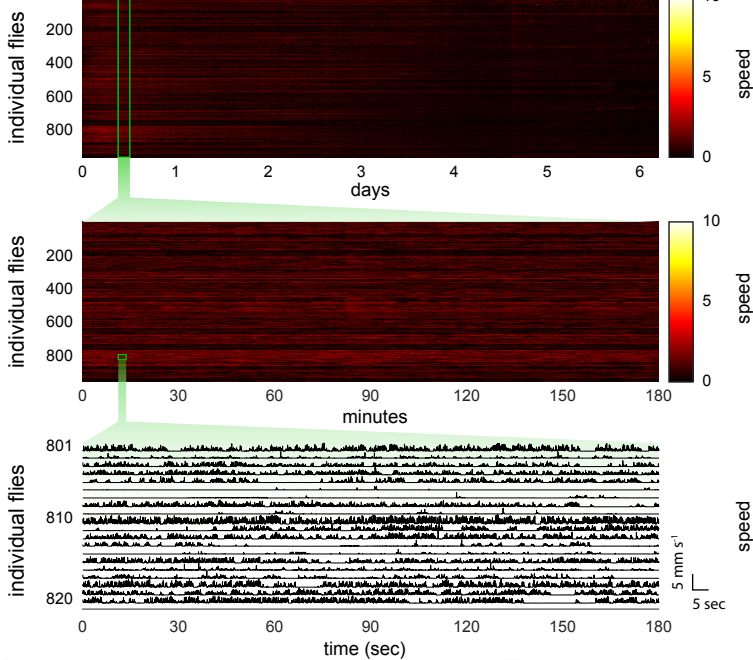 10
individual flies
200
400
600
800
5
0
speed
0 1 2 3 4 5 6
days
individual flies
200
400
600
800
10
5
0
speed
0 30 60 90 120 150 180
minutes
individual flies
801
810
820
speed
5 mm s⁻¹
5 sec
0 30 60 90 120 150 180
time (sec)